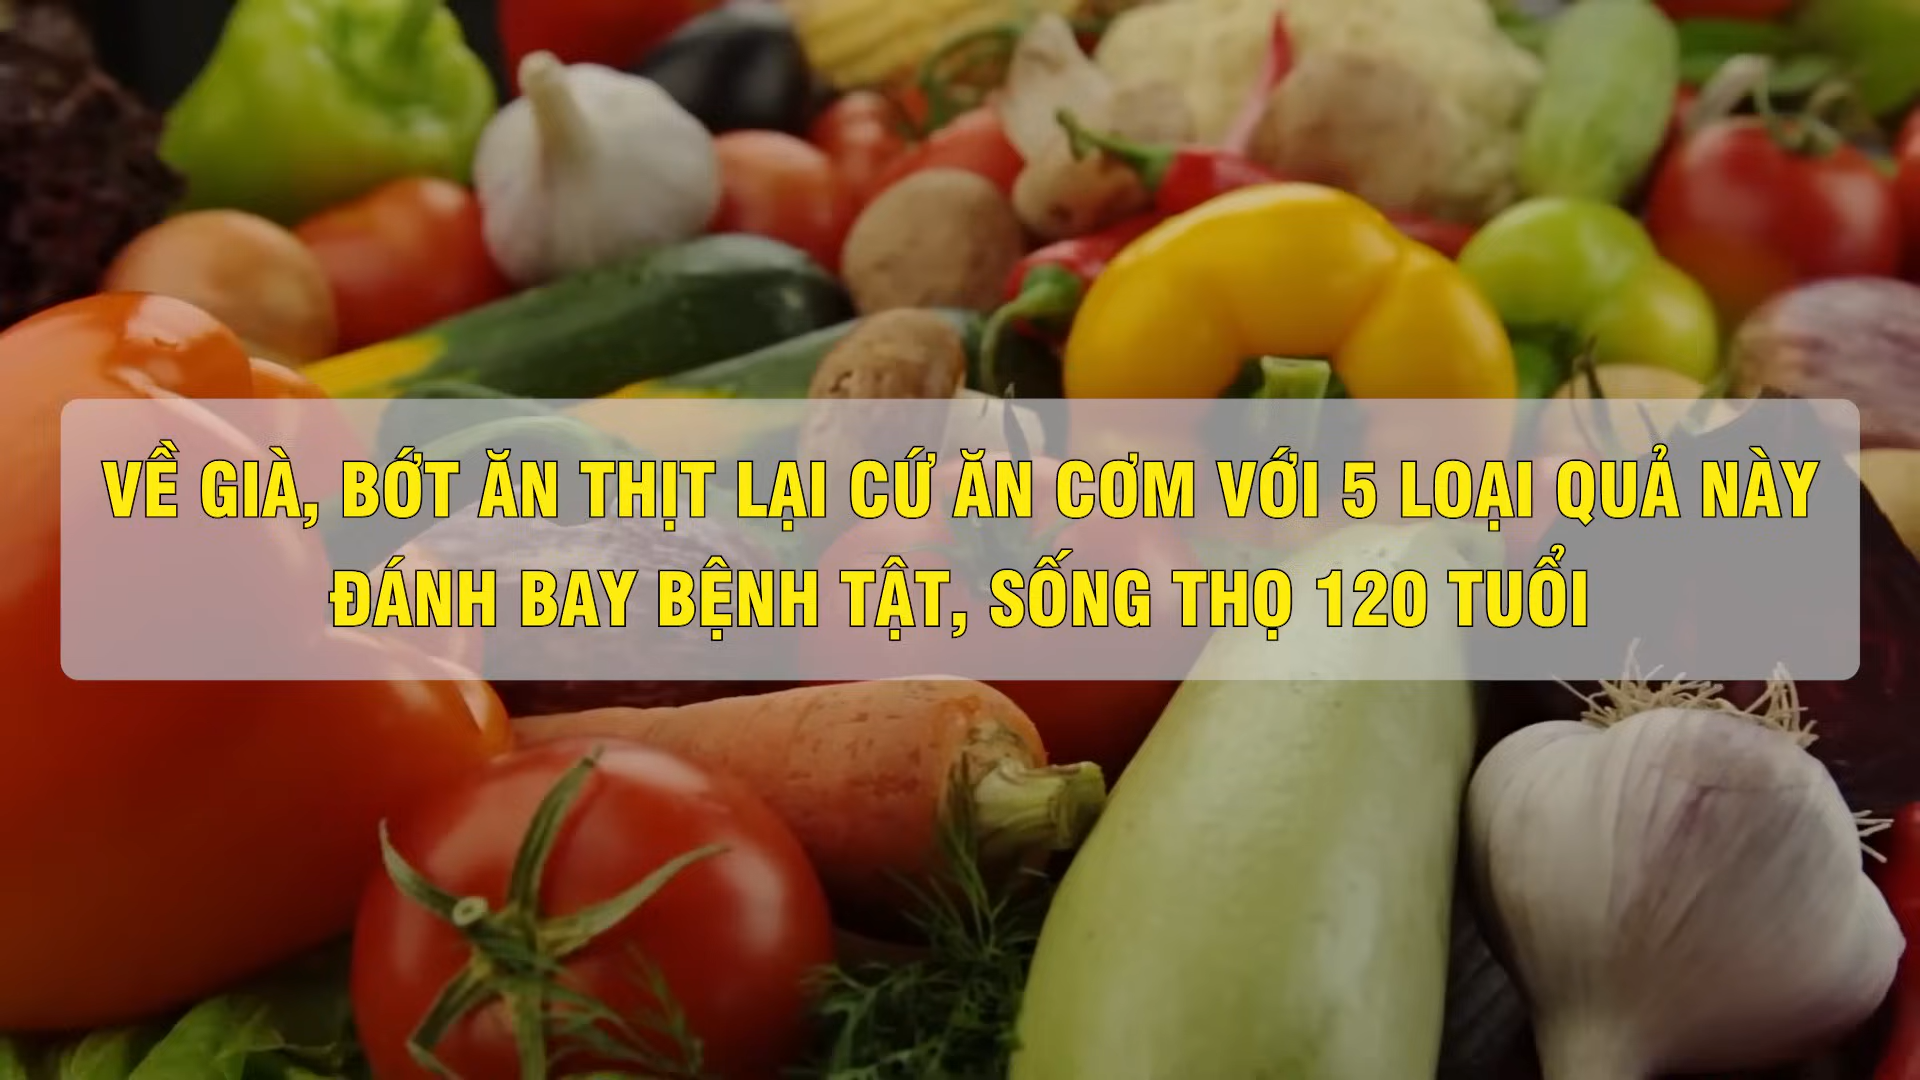 VỀ GIÀ, BỚT ĂN THỊT LẠI CỨ ĂN CƠM VỚI 5 LOẠI QUẢ NÀY
ĐÁNH BAY BỆNH TẬT, SỐNG THỌ 120 TUỔI